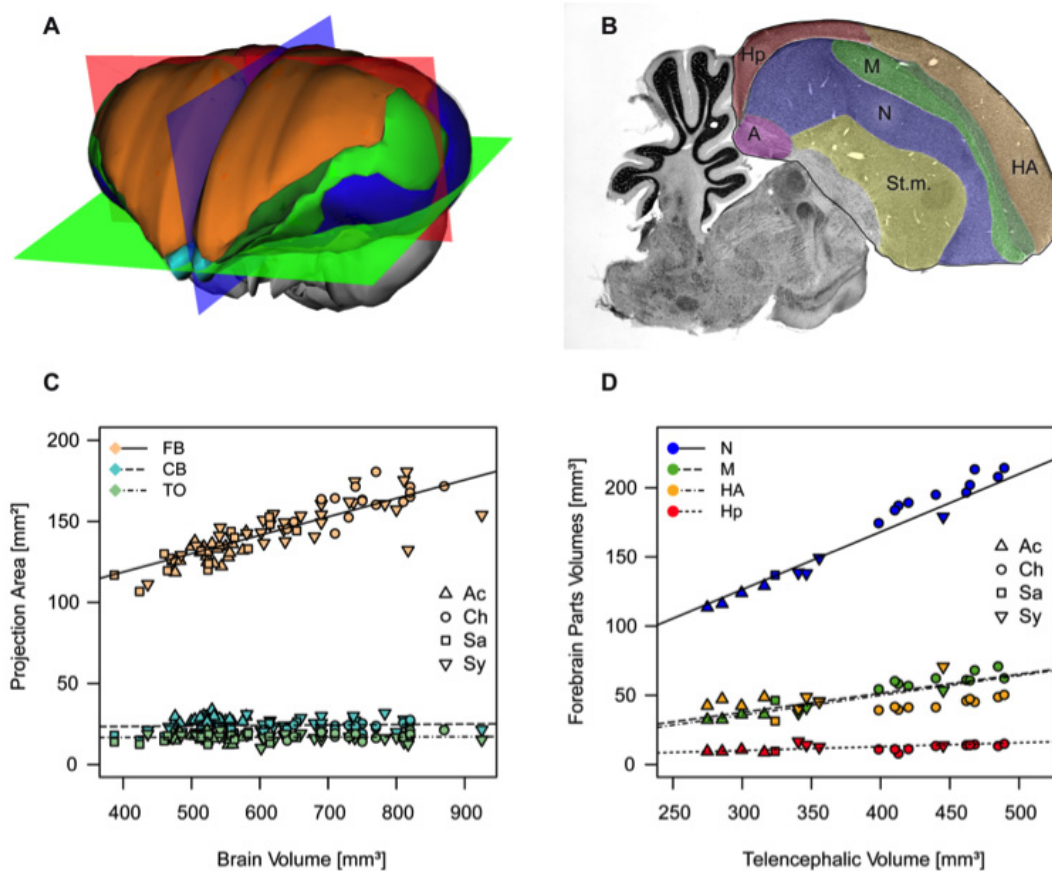 A
B
Hp
M
N
A
HA
St.m.
C
D
Projection Area [mm²]
200
150
100
50
0
FB
CB
TO
Ac
Ch
Sa
Sy
400 500 600 700 800 900
Brain Volume [mm³]
Forebrain Parts Volumes [mm³]
200
150
100
50
0
N
M
HA
Hp
Ac
Ch
Sa
Sy
250 300 350 400 450 500
Telencephalic Volume [mm³]